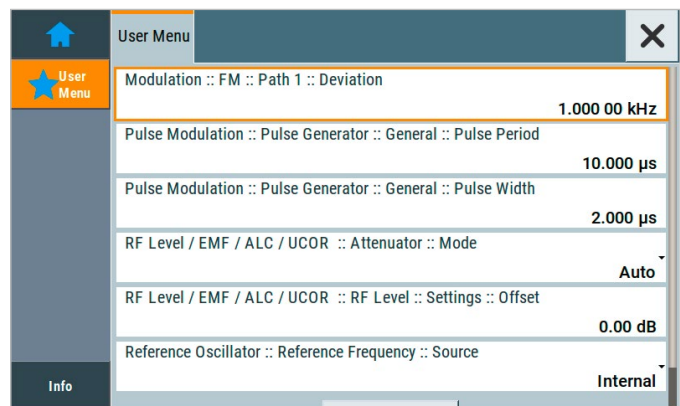 User Menu
User
Menu
Modulation :: FM :: Path 1 :: Deviation
1.000 00 kHz
Pulse Modulation :: Pulse Generator :: General :: Pulse Period
10.000 µs
Pulse Modulation :: Pulse Generator :: General :: Pulse Width
2.000 µs
RF Level / EMF / ALC / UCOR :: Attenuator :: Mode
Auto
RF Level / EMF / ALC / UCOR :: RF Level :: Settings :: Offset
0.00 dB
Reference Oscillator :: Reference Frequency :: Source
Internal
Info